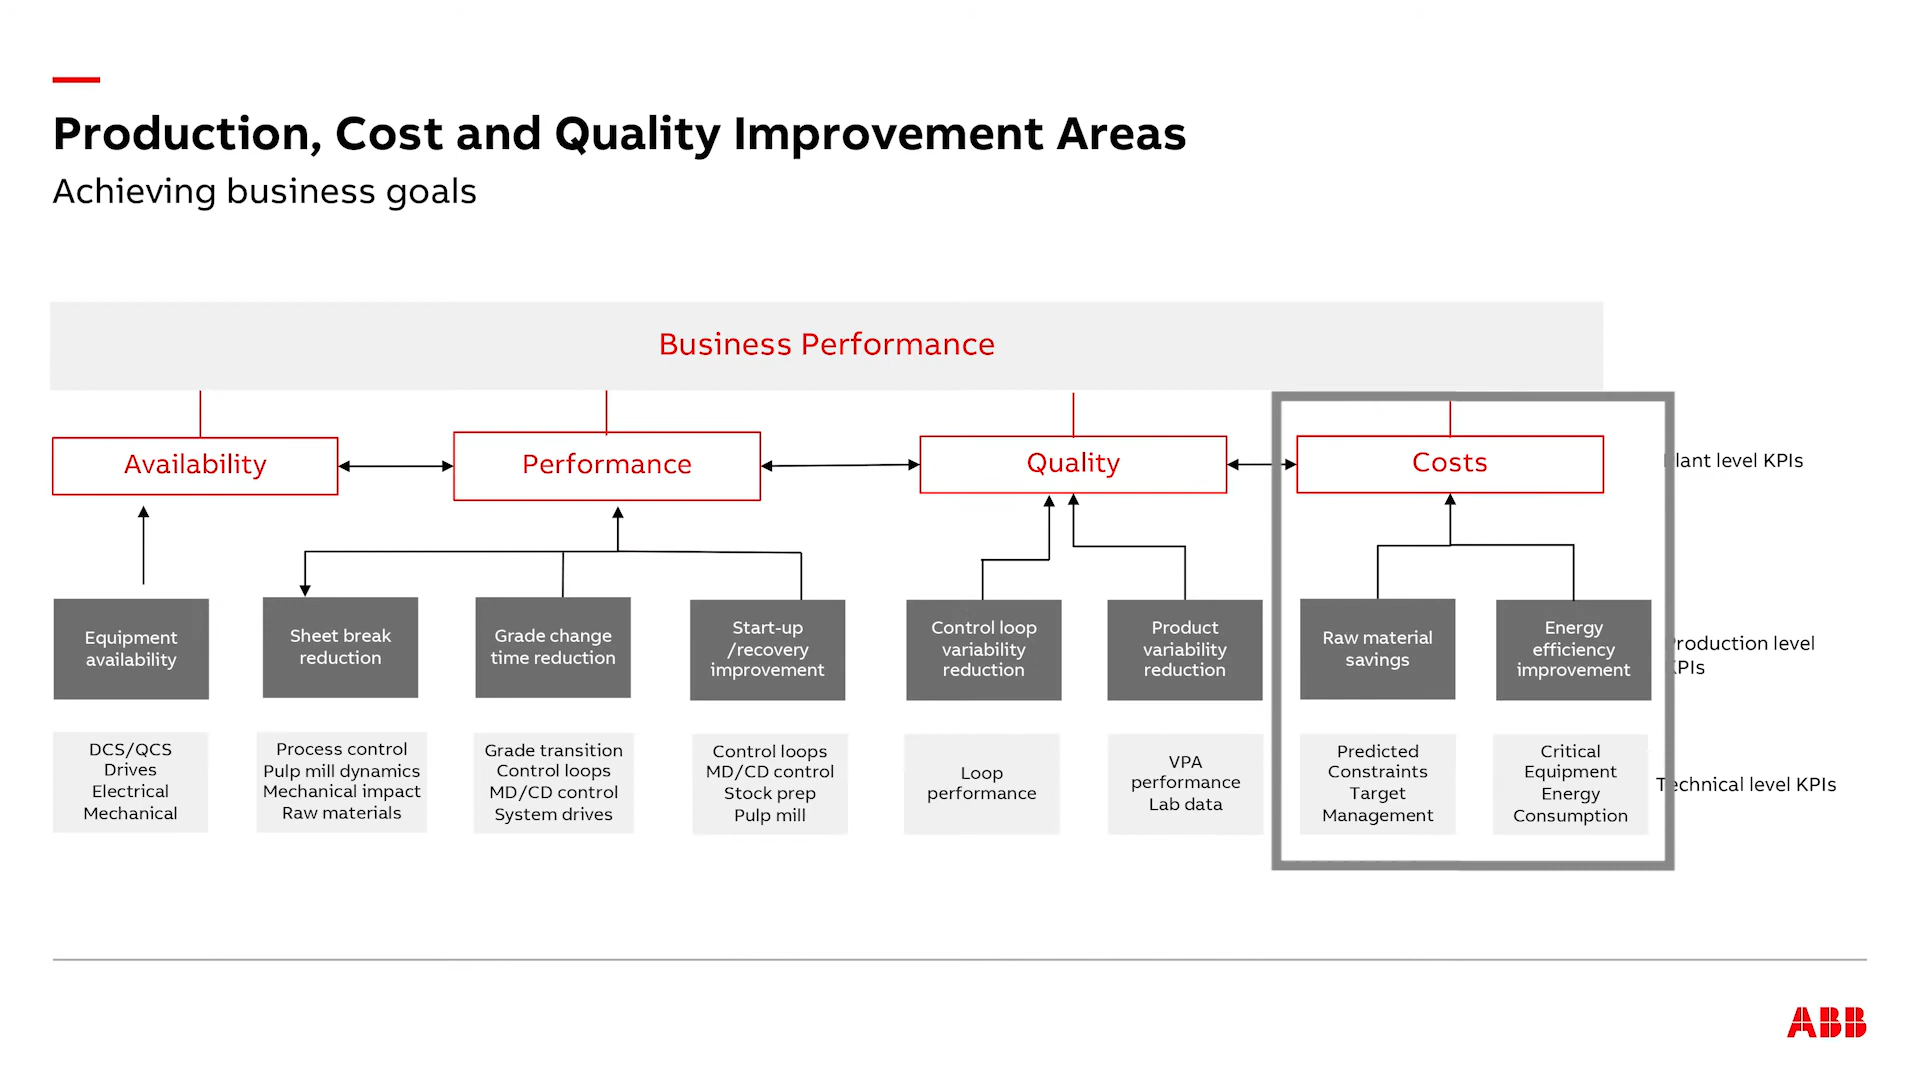 Production, Cost and Quality Improvement Areas
Achieving business goals
Business Performance
Availability
Performance
Quality
Costs
lant level KPIs
Equipment
availability
Sheet break
reduction
Grade change
time reduction
Start-up
/recovery
improvement
Control loop
variability
reduction
Product
variability
reduction
Raw material
savings
Energy
efficiency
improvement
roduction level
KPIs
DCS/QCS
Drives
Electrical
Mechanical
Process control
Pulp mill dynamics
Mechanical impact
Raw materials
Grade transition
Control loops
MD/CD control
System drives
Control loops
MD/CD control
Stock prep
Pulp mill
Loop
performance
VPA
performance
Lab data
Predicted
Constraints
Target
Management
Critical
Equipment
Energy
Consumption
Technical level KPIs
ABB